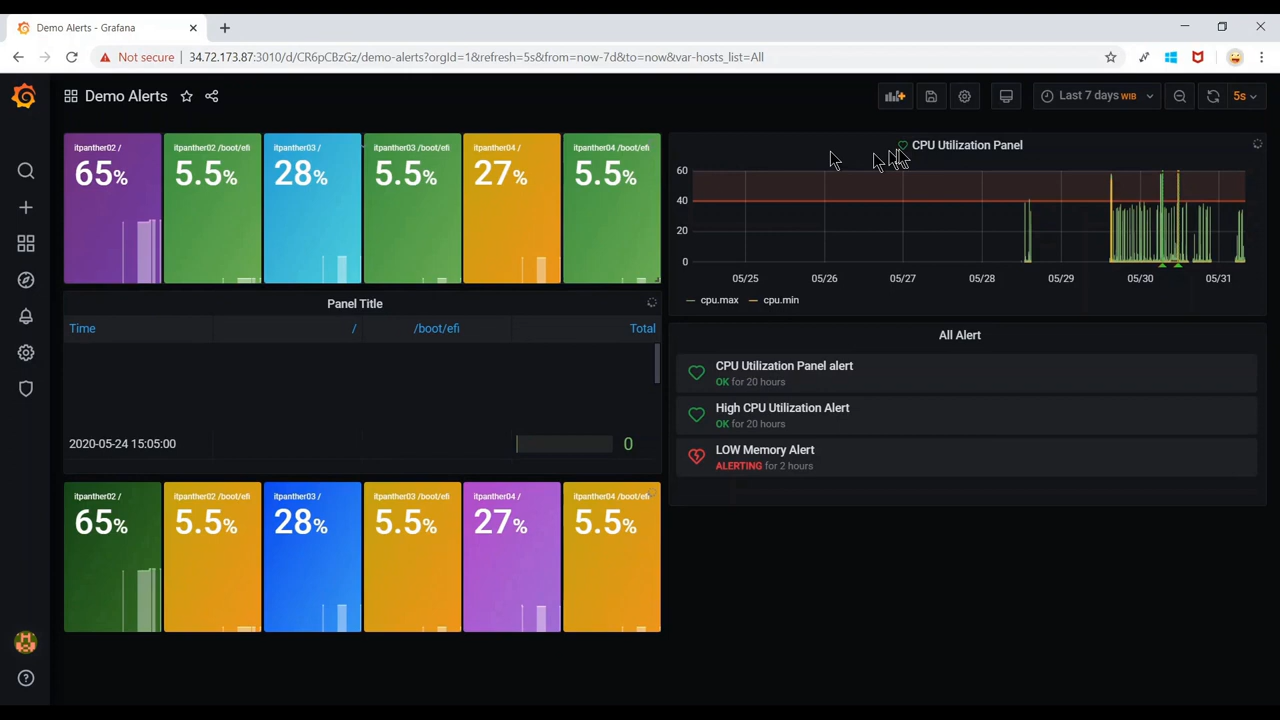 Demo Alerts - Grafana
Not secure
34.72.173.87:3010/d/CR6pCBzGz/demo-alerts?orgId=1&refresh=5s&from=now-7d&to=now&var-hosts_list=All
Demo Alerts
Last 7 days WIB
5s
itpanther02 /
65%
itpanther02 /boot/efi
5.5%
itpanther03 /
28%
itpanther03 /boot/efi
5.5%
itpanther04 /
27%
itpanther04 /boot/efi
5.5%
CPU Utilization Panel
60
40
20
0
05/25 05/26 05/27 05/28 05/29 05/30 05/31
cpu.max cpu.min
Panel Title
Time / /boot/efi Total
2020-05-24 15:05:00 0
All Alert
CPU Utilization Panel alert
OK for 20 hours
High CPU Utilization Alert
OK for 20 hours
LOW Memory Alert
ALERTING for 2 hours
itpanther02 /
65%
itpanther02 /boot/efi
5.5%
itpanther03 /
28%
itpanther03 /boot/efi
5.5%
itpanther04 /
27%
itpanther04 /boot/efi
5.5%